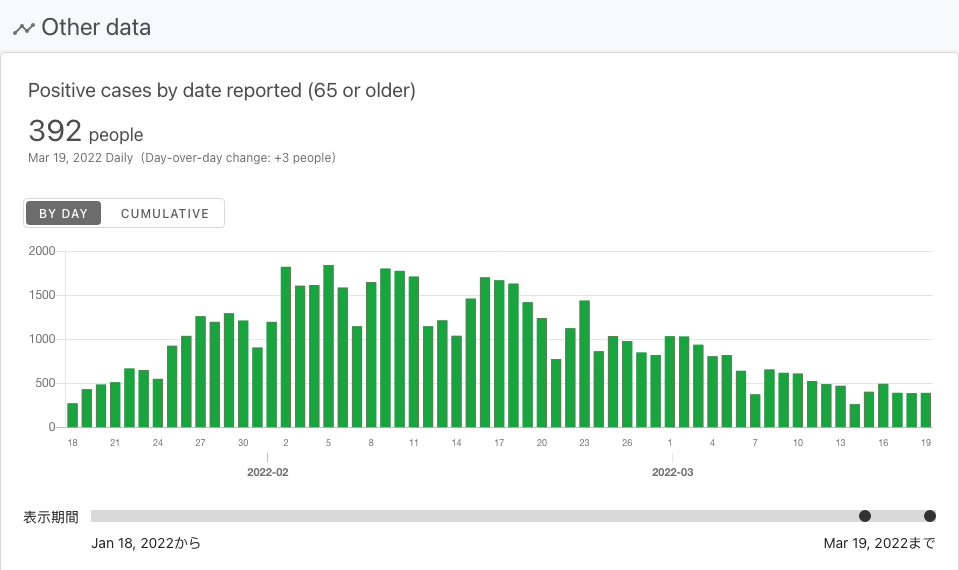 Other data
Positive cases by date reported (65 or older)
392 people
Mar 19, 2022 Daily (Day-over-day change: +3 people)
BY DAY CUMULATIVE
2000
1500
1000
500
0
18 21 24 27 30 2 5 8 11 14 17 20 23 26 1 4 7 10 13 16 19
2022-02 2022-03
表示期間
Jan 18, 2022から Mar 19, 2022まで